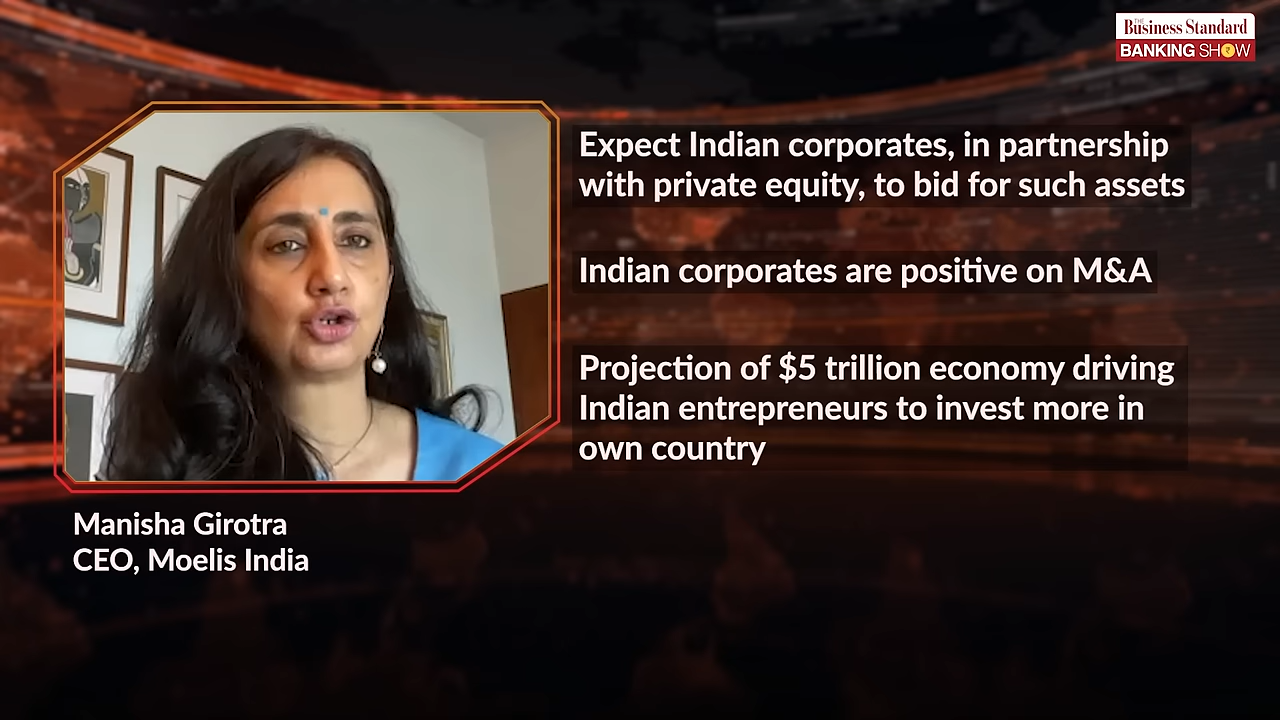 THE
Business Standard
BANKING SHOW
Expect Indian corporates, in partnership
with private equity, to bid for such assets
Indian corporates are positive on M&A
Projection of $5 trillion economy driving
Indian entrepreneurs to invest more in
own country
Manisha Girotra
CEO, Moelis India